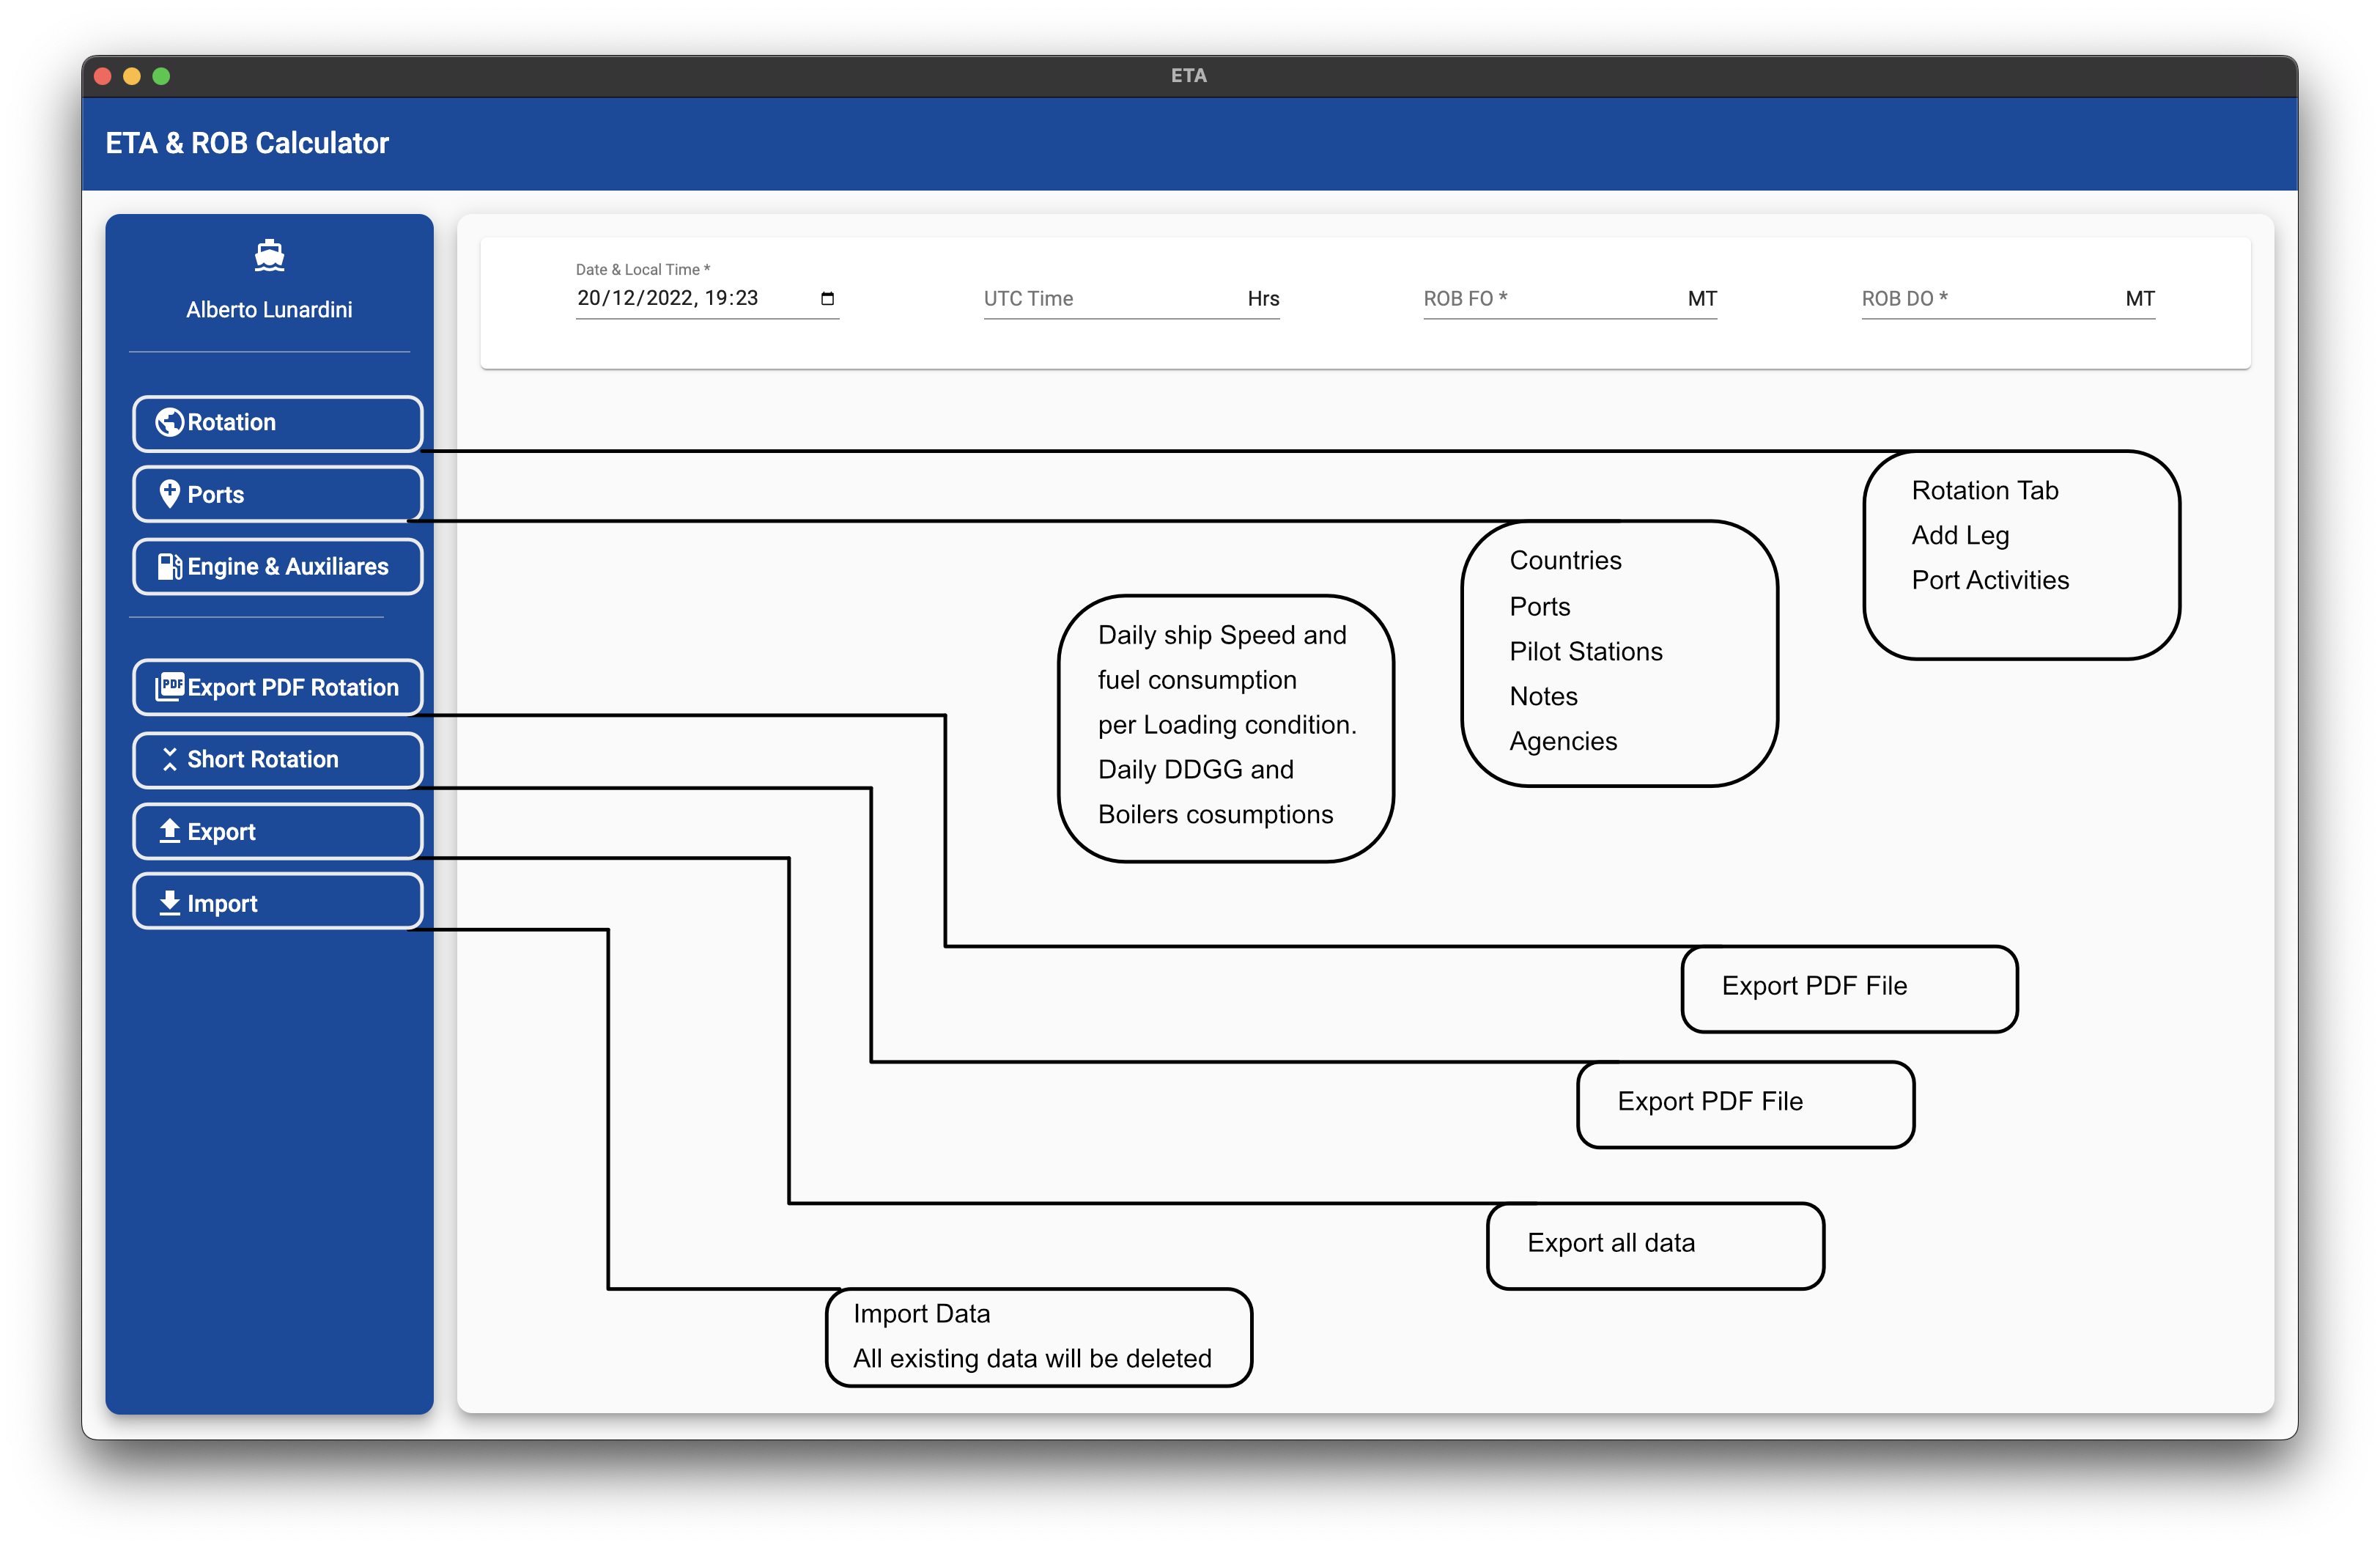 ETA
ETA & ROB Calculator
Alberto Lunardini
Date & Local Time *
20/12/2022, 19:23
UTC Time Hrs
ROB FO * MT
ROB DO * MT
Rotation
Ports
Engine & Auxiliares
Export PDF Rotation
Short Rotation
Export
Import
Rotation Tab
Add Leg
Port Activities
Countries
Ports
Pilot Stations
Notes
Agencies
Daily ship Speed and
fuel consumption
per Loading condition.
Daily DDGG and
Boilers cosumptions
Export PDF File
Export PDF File
Export all data
Import Data
All existing data will be deleted